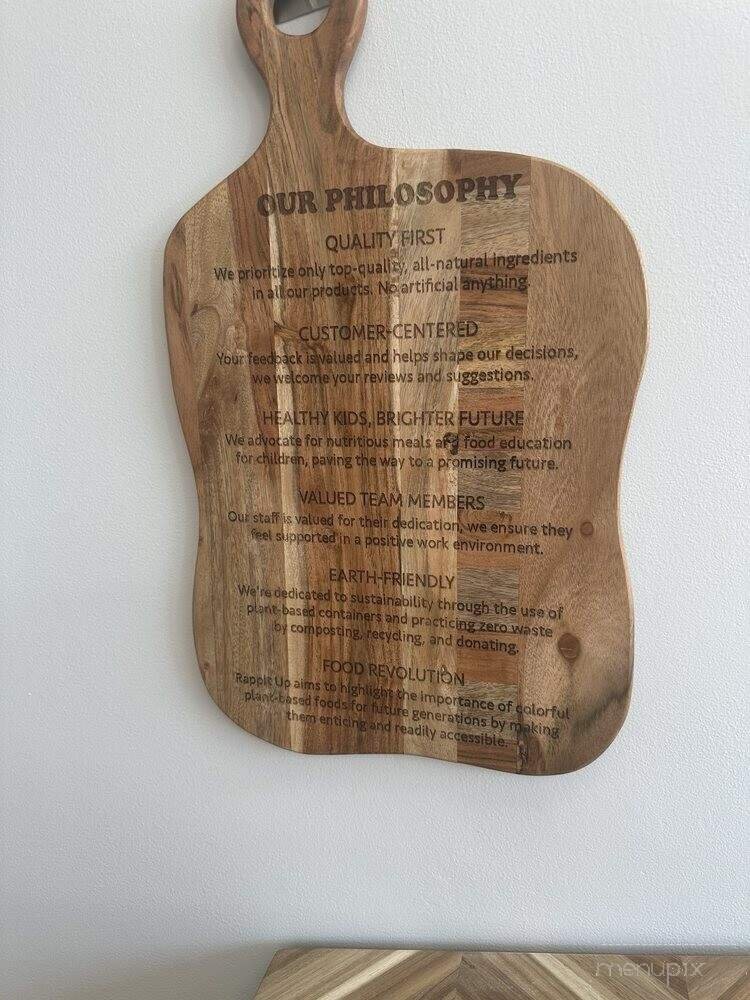 OUR PHILOSOPHY
QUALITY FIRST
We prioritize only top-quality, all-natural ingredients
in all our products. No artificial anything.
CUSTOMER-CENTERED
Your feedback is valued and helps shape our decisions,
we welcome your reviews and suggestions.
HEALTHY KIDS, BRIGHTER FUTURE
We advocate for nutritious meals and food education
for children, paving the way to a promising future.
VALUED TEAM MEMBERS
Our staff is valued for their dedication, we ensure they
feel supported in a positive work environment.
EARTH-FRIENDLY
We're dedicated to sustainability through the use of
plant-based containers and practicing zero waste
by composting, recycling, and donating.
FOOD REVOLUTION
Rappit Up aims to highlight the importance of colorful
plant-based foods for future generations by making
them enticing and readily accessible.
menupix